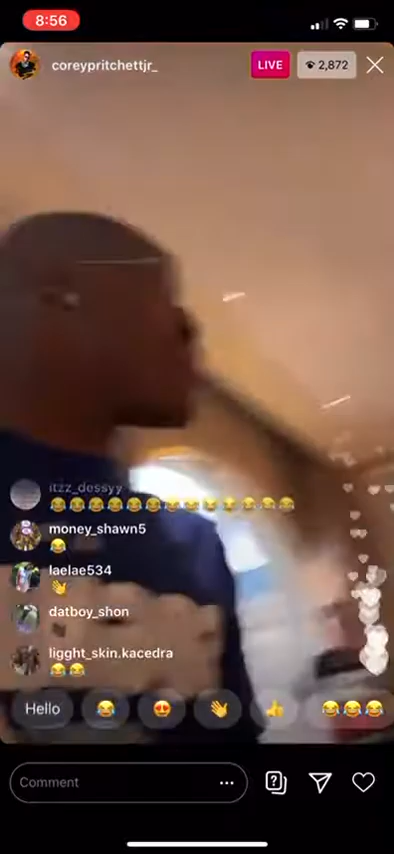 8:56
coreypritchettjr_
LIVE
2,872
itzz_dessyy
money_shawn5
laelae534
datboy_shon
ligght_skin.kacedra
Hello
Comment